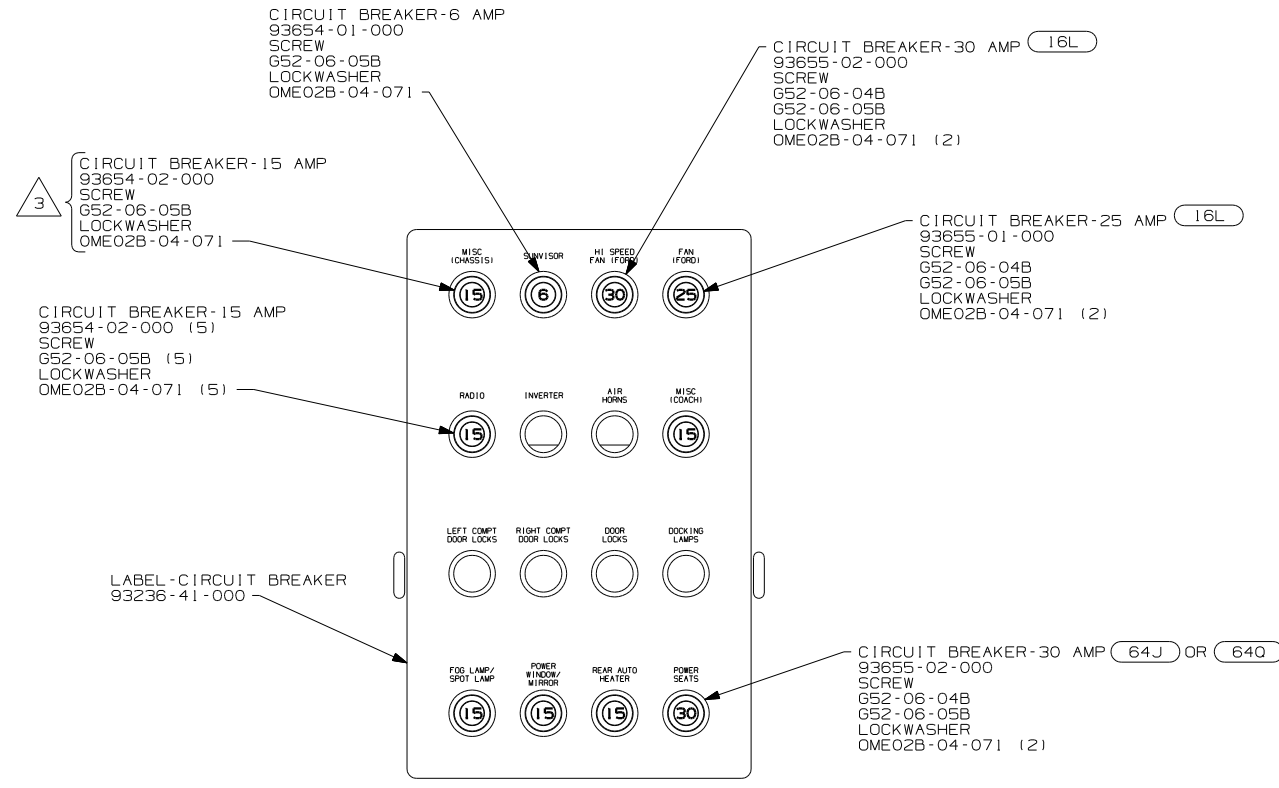 CIRCUIT BREAKER-6 AMP
93654-01-000
SCREW
G52-06-05B
LOCKWASHER
OME02B-04-071
CIRCUIT BREAKER-30 AMP 16L
93655-02-000
SCREW
G52-06-04B
G52-06-05B
LOCKWASHER
OME02B-04-071 (2)
3
CIRCUIT BREAKER-15 AMP
93654-02-000
SCREW
G52-06-05B
LOCKWASHER
OME02B-04-071
CIRCUIT BREAKER-25 AMP 16L
93655-01-000
SCREW
G52-06-04B
G52-06-05B
LOCKWASHER
OME02B-04-071 (2)
CIRCUIT BREAKER-15 AMP
93654-02-000 (5)
SCREW
G52-06-05B (5)
LOCKWASHER
OME02B-04-071 (5)
MISC
(CHASSIS)
SUNVISOR
HI SPEED
FAN (FORD)
FAN
(FORD)
15 6 30 25
RADIO
INVERTER
AIR
HORNS
MISC
(COACH)
15 15
LEFT COMPT
DOOR LOCKS
RIGHT COMPT
DOOR LOCKS
DOOR
LOCKS
DOCKING
LAMPS
LABEL-CIRCUIT BREAKER
93236-41-000
FOG LAMP/
SPOT LAMP
POWER
WINDOW/
MIRROR
REAR AUTO
HEATER
POWER
SEATS
15 15 15 30
CIRCUIT BREAKER-30 AMP 64J OR 64Q
93655-02-000
SCREW
G52-06-04B
G52-06-05B
LOCKWASHER
OME02B-04-071 (2)